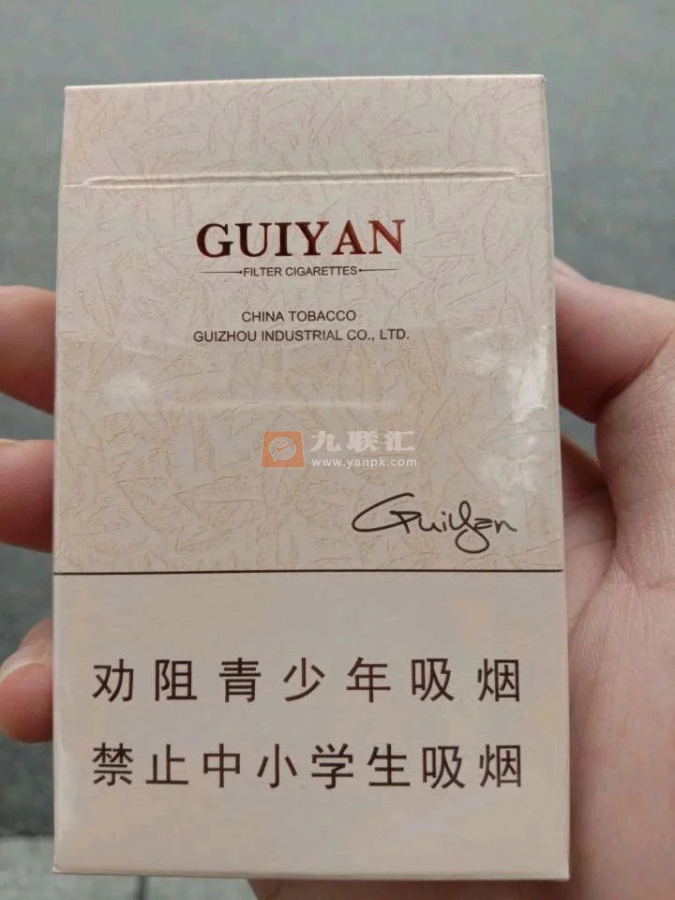 GUIYAN
FILTER CIGARETTES
CHINA TOBACCO
GUIZHOU INDUSTRIAL CO., LTD.
九联汇
www.yanpk.com
GuiYan
劝阻青少年吸烟
禁止中小学生吸烟